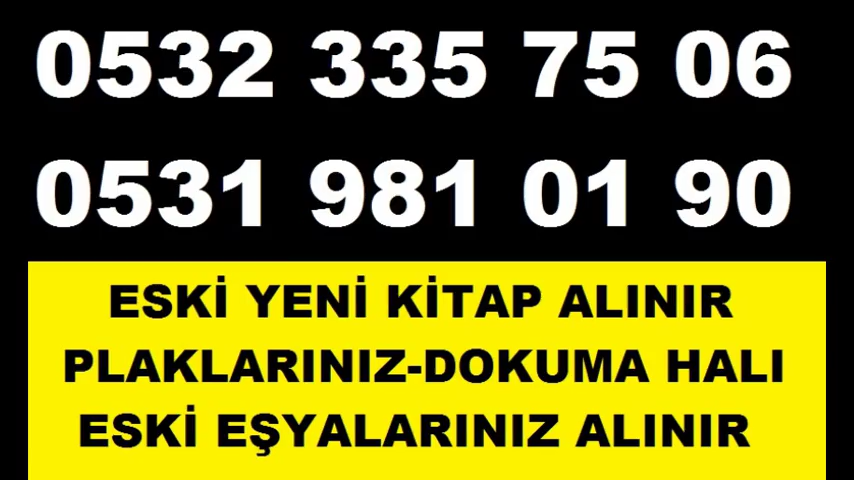 0532 335 75 06
0531 981 01 90
ESKİ YENİ KİTAP ALINIR
PLAKLARINIZ-DOKUMA HALI
ESKİ EŞYALARINIZ ALINIR